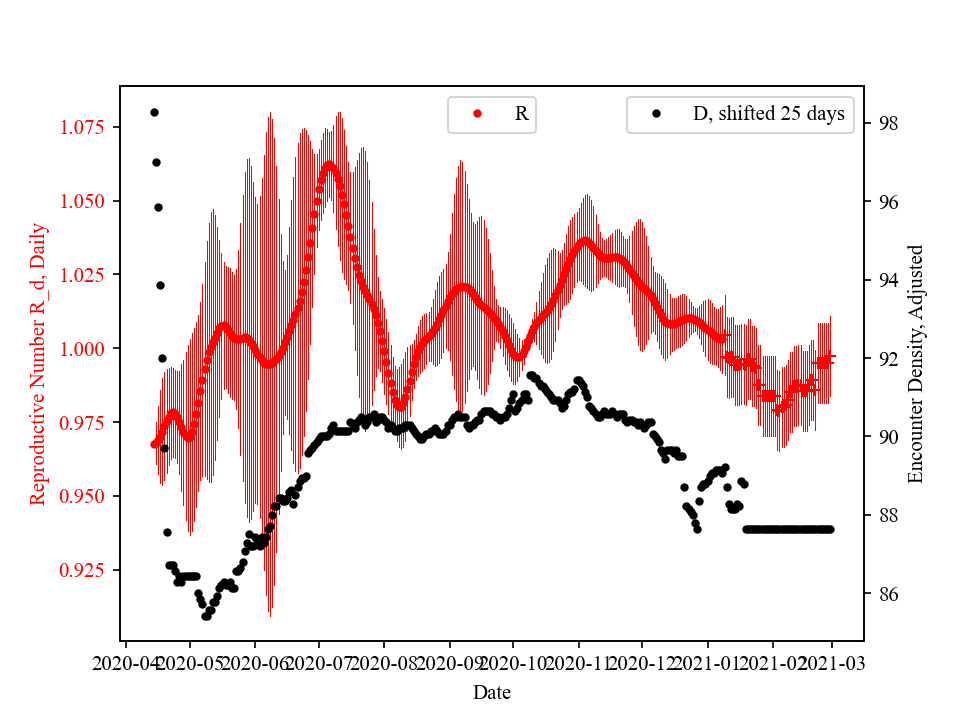 R
D, shifted 25 days
1.075
1.050
1.025
1.000
0.975
0.950
0.925
Reproductive Number R_d, Daily
98
96
94
92
90
88
86
Encounter Density, Adjusted
2020-04 2020-05 2020-06 2020-07 2020-08 2020-09 2020-10 2020-11 2020-12 2021-01 2021-02 2021-03
Date